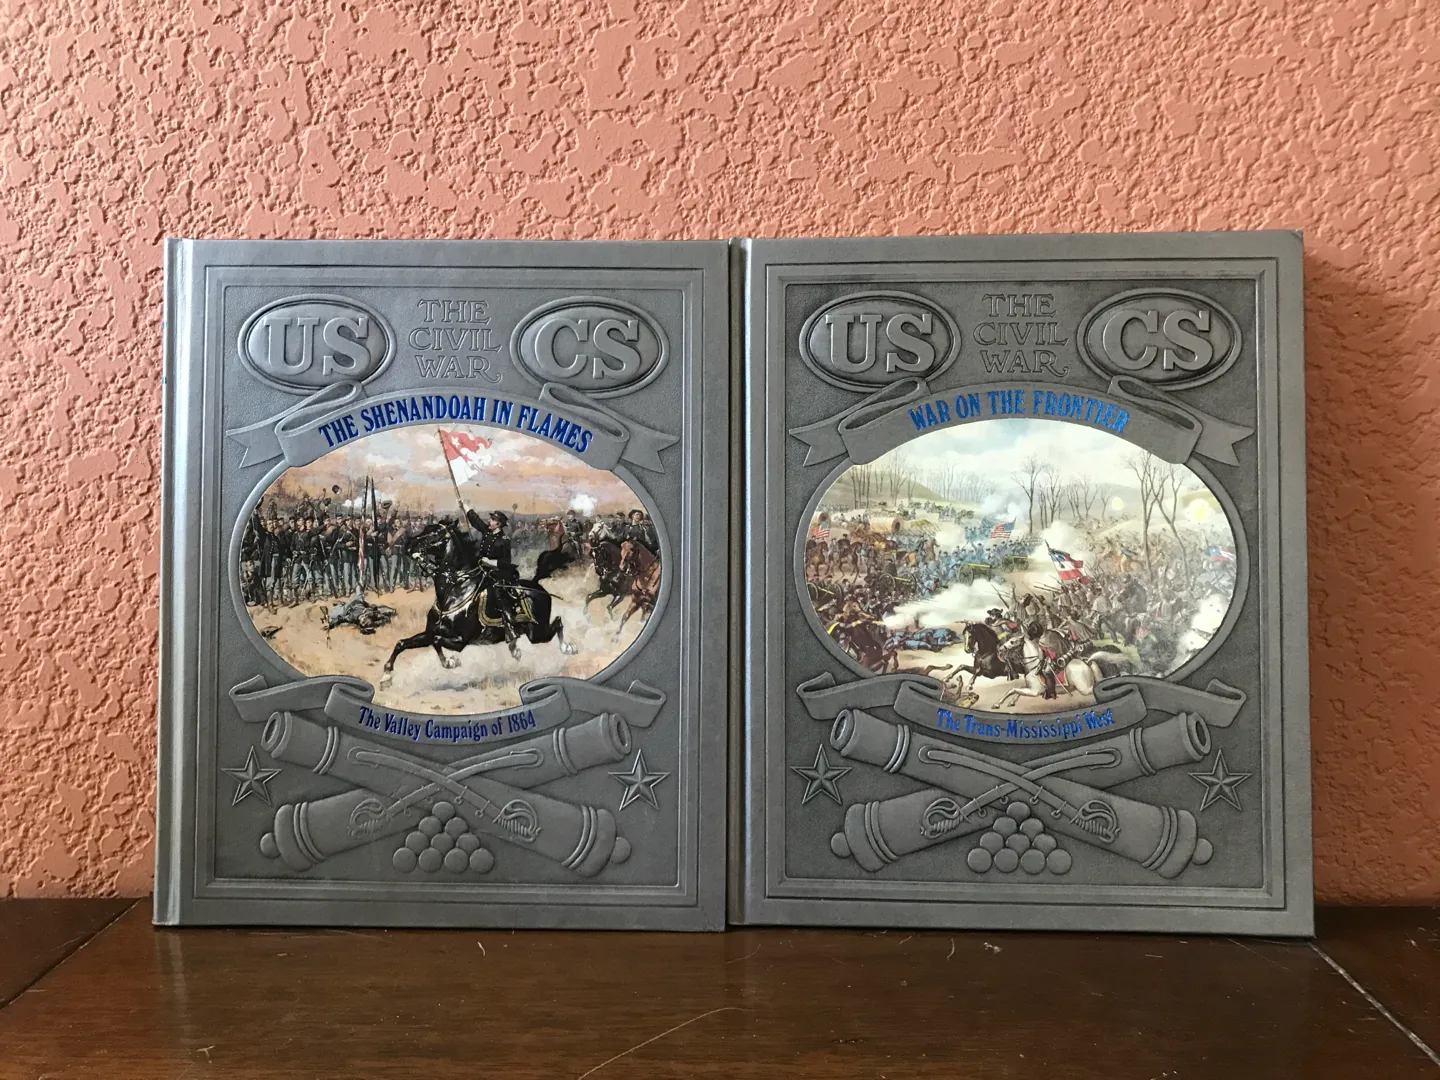 US
THE
CIVIL
WAR
CS
THE SHENANDOAH IN FLAMES
The Valley Campaign of 1864
US
THE
CIVIL
WAR
CS
WAR ON THE FRONTIER
The Trans-Mississippi West